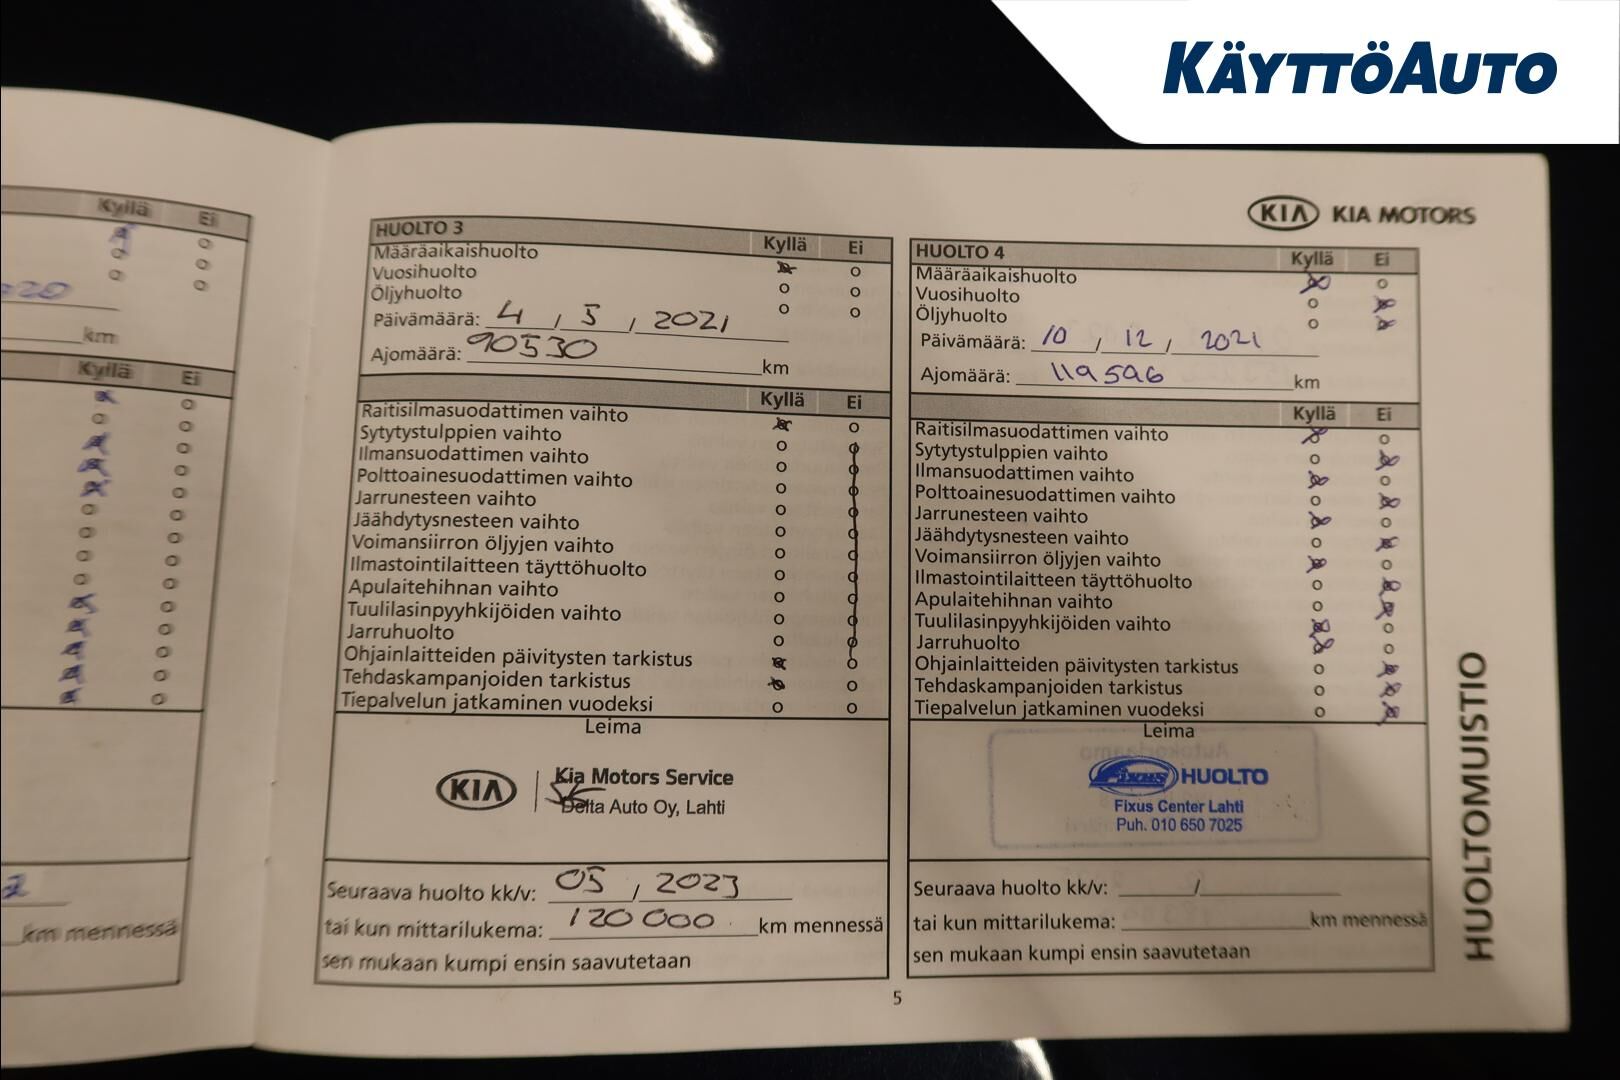 KÄYTTÖAUTO
Kyllä Ei
km
Kyllä Ei
km mennessä
KIA KIA MOTORS
HUOLTO 3 Kyllä Ei
Määräaikaishuolto
Vuosihuolto
Öljyhuolto
Päivämäärä: 4 / 5 / 2021
Ajomäärä: 90530 km
Kyllä Ei
Raitisilmasuodattimen vaihto
Sytytystulppien vaihto
Ilmansuodattimen vaihto
Polttoainesuodattimen vaihto
Jarrunesteen vaihto
Jäähdytysnesteen vaihto
Voimansiirron öljyjen vaihto
Ilmastointilaitteen täyttöhuolto
Apulaitehihnan vaihto
Tuulilasinpyyhkijöiden vaihto
Jarruhuolto
Ohjainlaitteiden päivitysten tarkistus
Tehdaskampanjoiden tarkistus
Tiepalvelun jatkaminen vuodeksi
Leima
KIA Kia Motors Service
Delta Auto Oy, Lahti
Seuraava huolto kk/v: 05 / 2023
tai kun mittarilukema: 120 000 km mennessä
sen mukaan kumpi ensin saavutetaan
HUOLTO 4 Kyllä Ei
Määräaikaishuolto
Vuosihuolto
Öljyhuolto
Päivämäärä: 10 / 12 / 2021
Ajomäärä: 119596 km
Kyllä Ei
Raitisilmasuodattimen vaihto
Sytytystulppien vaihto
Ilmansuodattimen vaihto
Polttoainesuodattimen vaihto
Jarrunesteen vaihto
Jäähdytysnesteen vaihto
Voimansiirron öljyjen vaihto
Ilmastointilaitteen täyttöhuolto
Apulaitehihnan vaihto
Tuulilasinpyyhkijöiden vaihto
Jarruhuolto
Ohjainlaitteiden päivitysten tarkistus
Tehdaskampanjoiden tarkistus
Tiepalvelun jatkaminen vuodeksi
Leima
Fixus HUOLTO
Fixus Center Lahti
Puh. 010 650 7025
Seuraava huolto kk/v: /
tai kun mittarilukema: km mennessä
sen mukaan kumpi ensin saavutetaan
HUOLTOMUISTIO
5